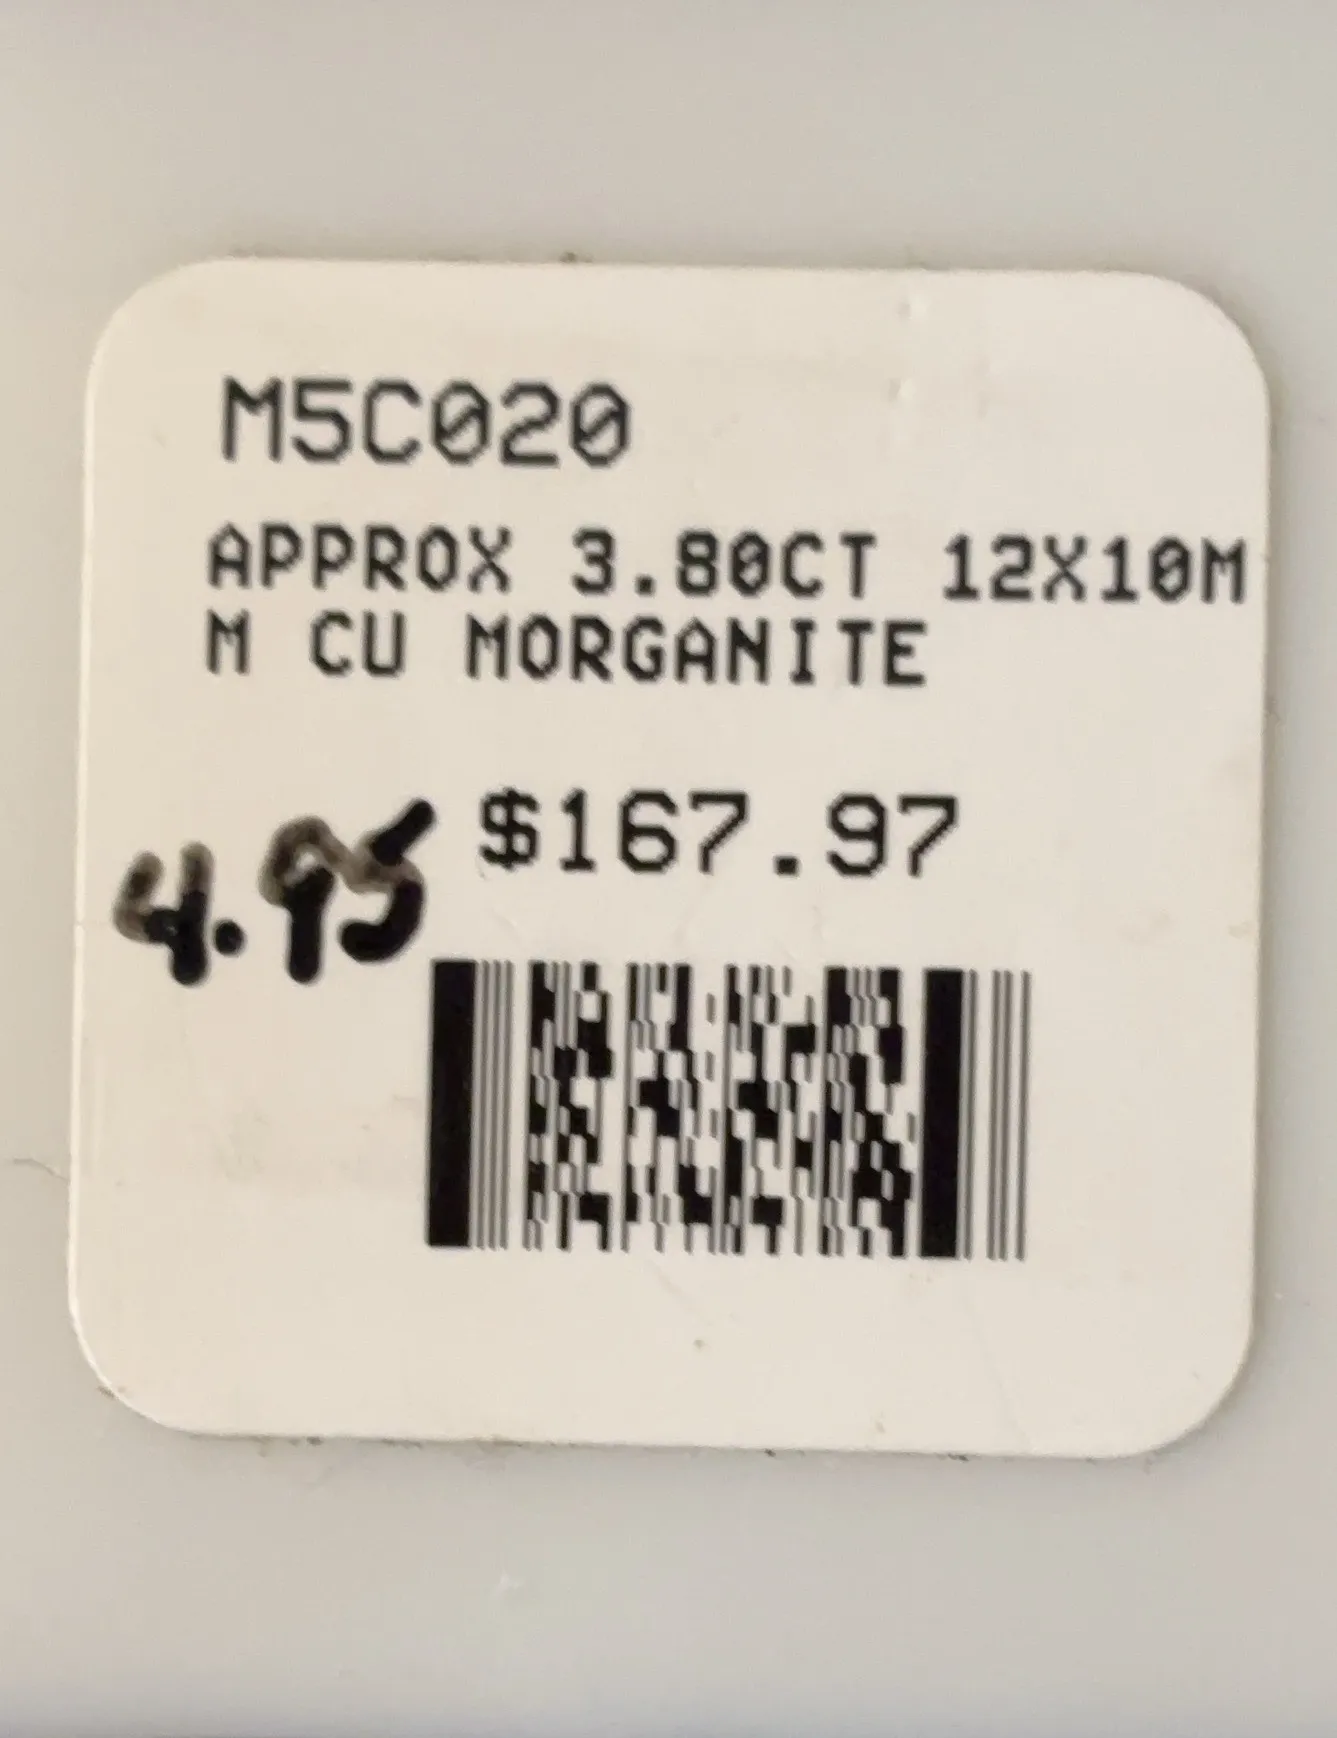 M5C020
APPROX 3.80CT 12X10M
M CU MORGANITE
$167.97
4.95